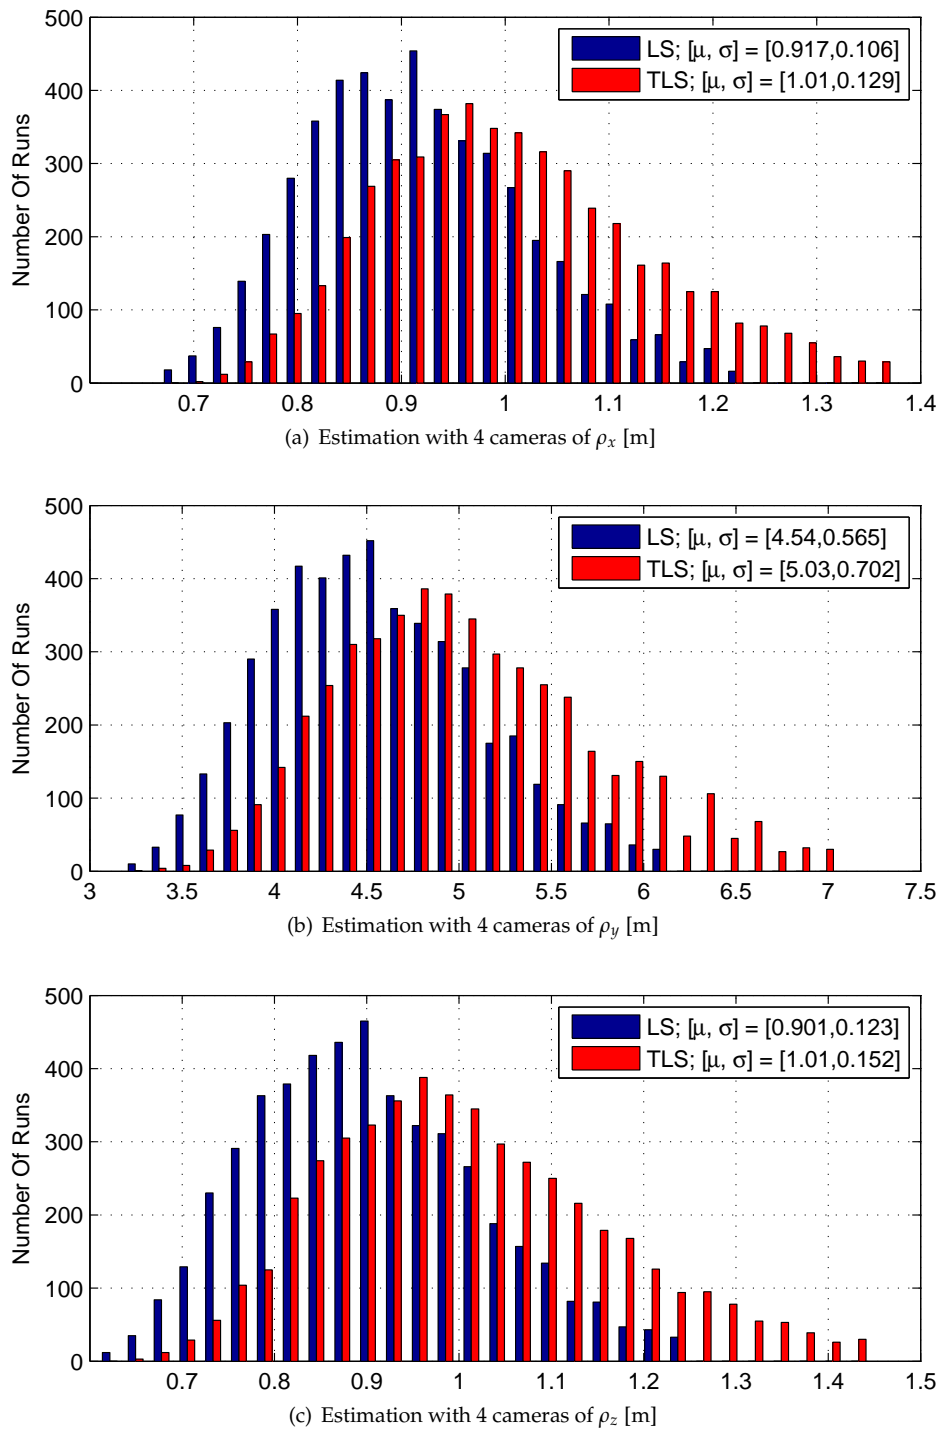 500
400
300
200
100
0
Number Of Runs
LS; [μ, σ] = [0.917,0.106]
TLS; [μ, σ] = [1.01,0.129]
0.7 0.8 0.9 1 1.1 1.2 1.3 1.4
(a) Estimation with 4 cameras of ρx [m]
500
400
300
200
100
0
Number Of Runs
LS; [μ, σ] = [4.54,0.565]
TLS; [μ, σ] = [5.03,0.702]
3 3.5 4 4.5 5 5.5 6 6.5 7 7.5
(b) Estimation with 4 cameras of ρy [m]
500
400
300
200
100
0
Number Of Runs
LS; [μ, σ] = [0.901,0.123]
TLS; [μ, σ] = [1.01,0.152]
0.7 0.8 0.9 1 1.1 1.2 1.3 1.4 1.5
(c) Estimation with 4 cameras of ρz [m]